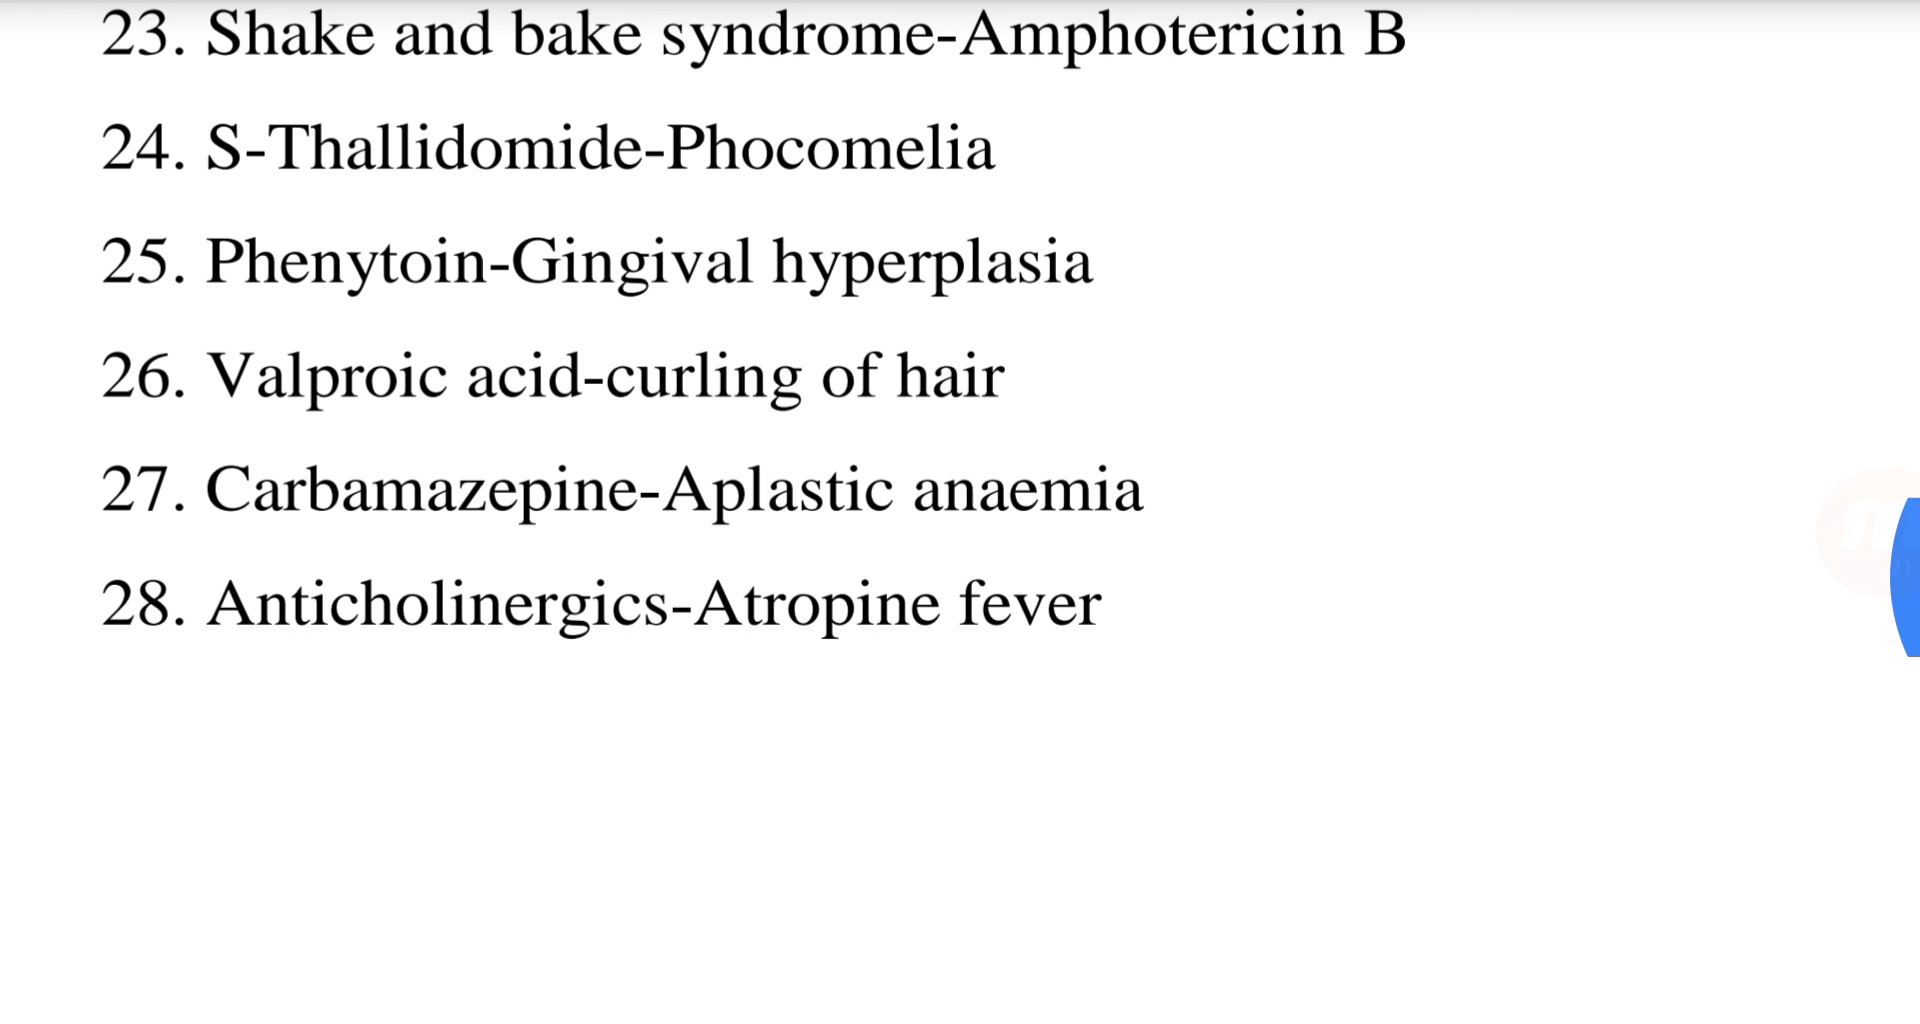 23. Shake and bake syndrome-Amphotericin B
24. S-Thallidomide-Phocomelia
25. Phenytoin-Gingival hyperplasia
26. Valproic acid-curling of hair
27. Carbamazepine-Aplastic anaemia
28. Anticholinergics-Atropine fever